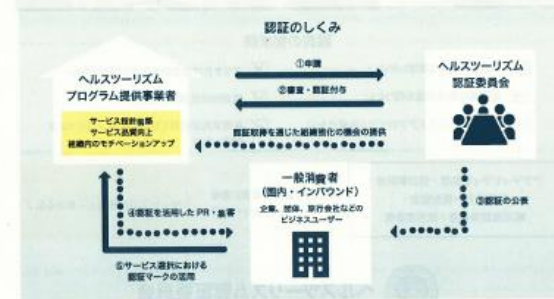 認証のしくみ
ヘルスツーリズム
プログラム提供事業者
サービス設計構築
サービス品質向上
組織内のモチベーションアップ
①申請
②審査・認証付与
認証取得を通じた組織強化の機会の提供
ヘルスツーリズム
認証委員会
一般消費者
(国内・インバウンド)
企業、団体、旅行会社などの
ビジネスユーザー
③認証の公表
④認証を活用したPR・集客
⑤サービス選択における
認証マークの活用